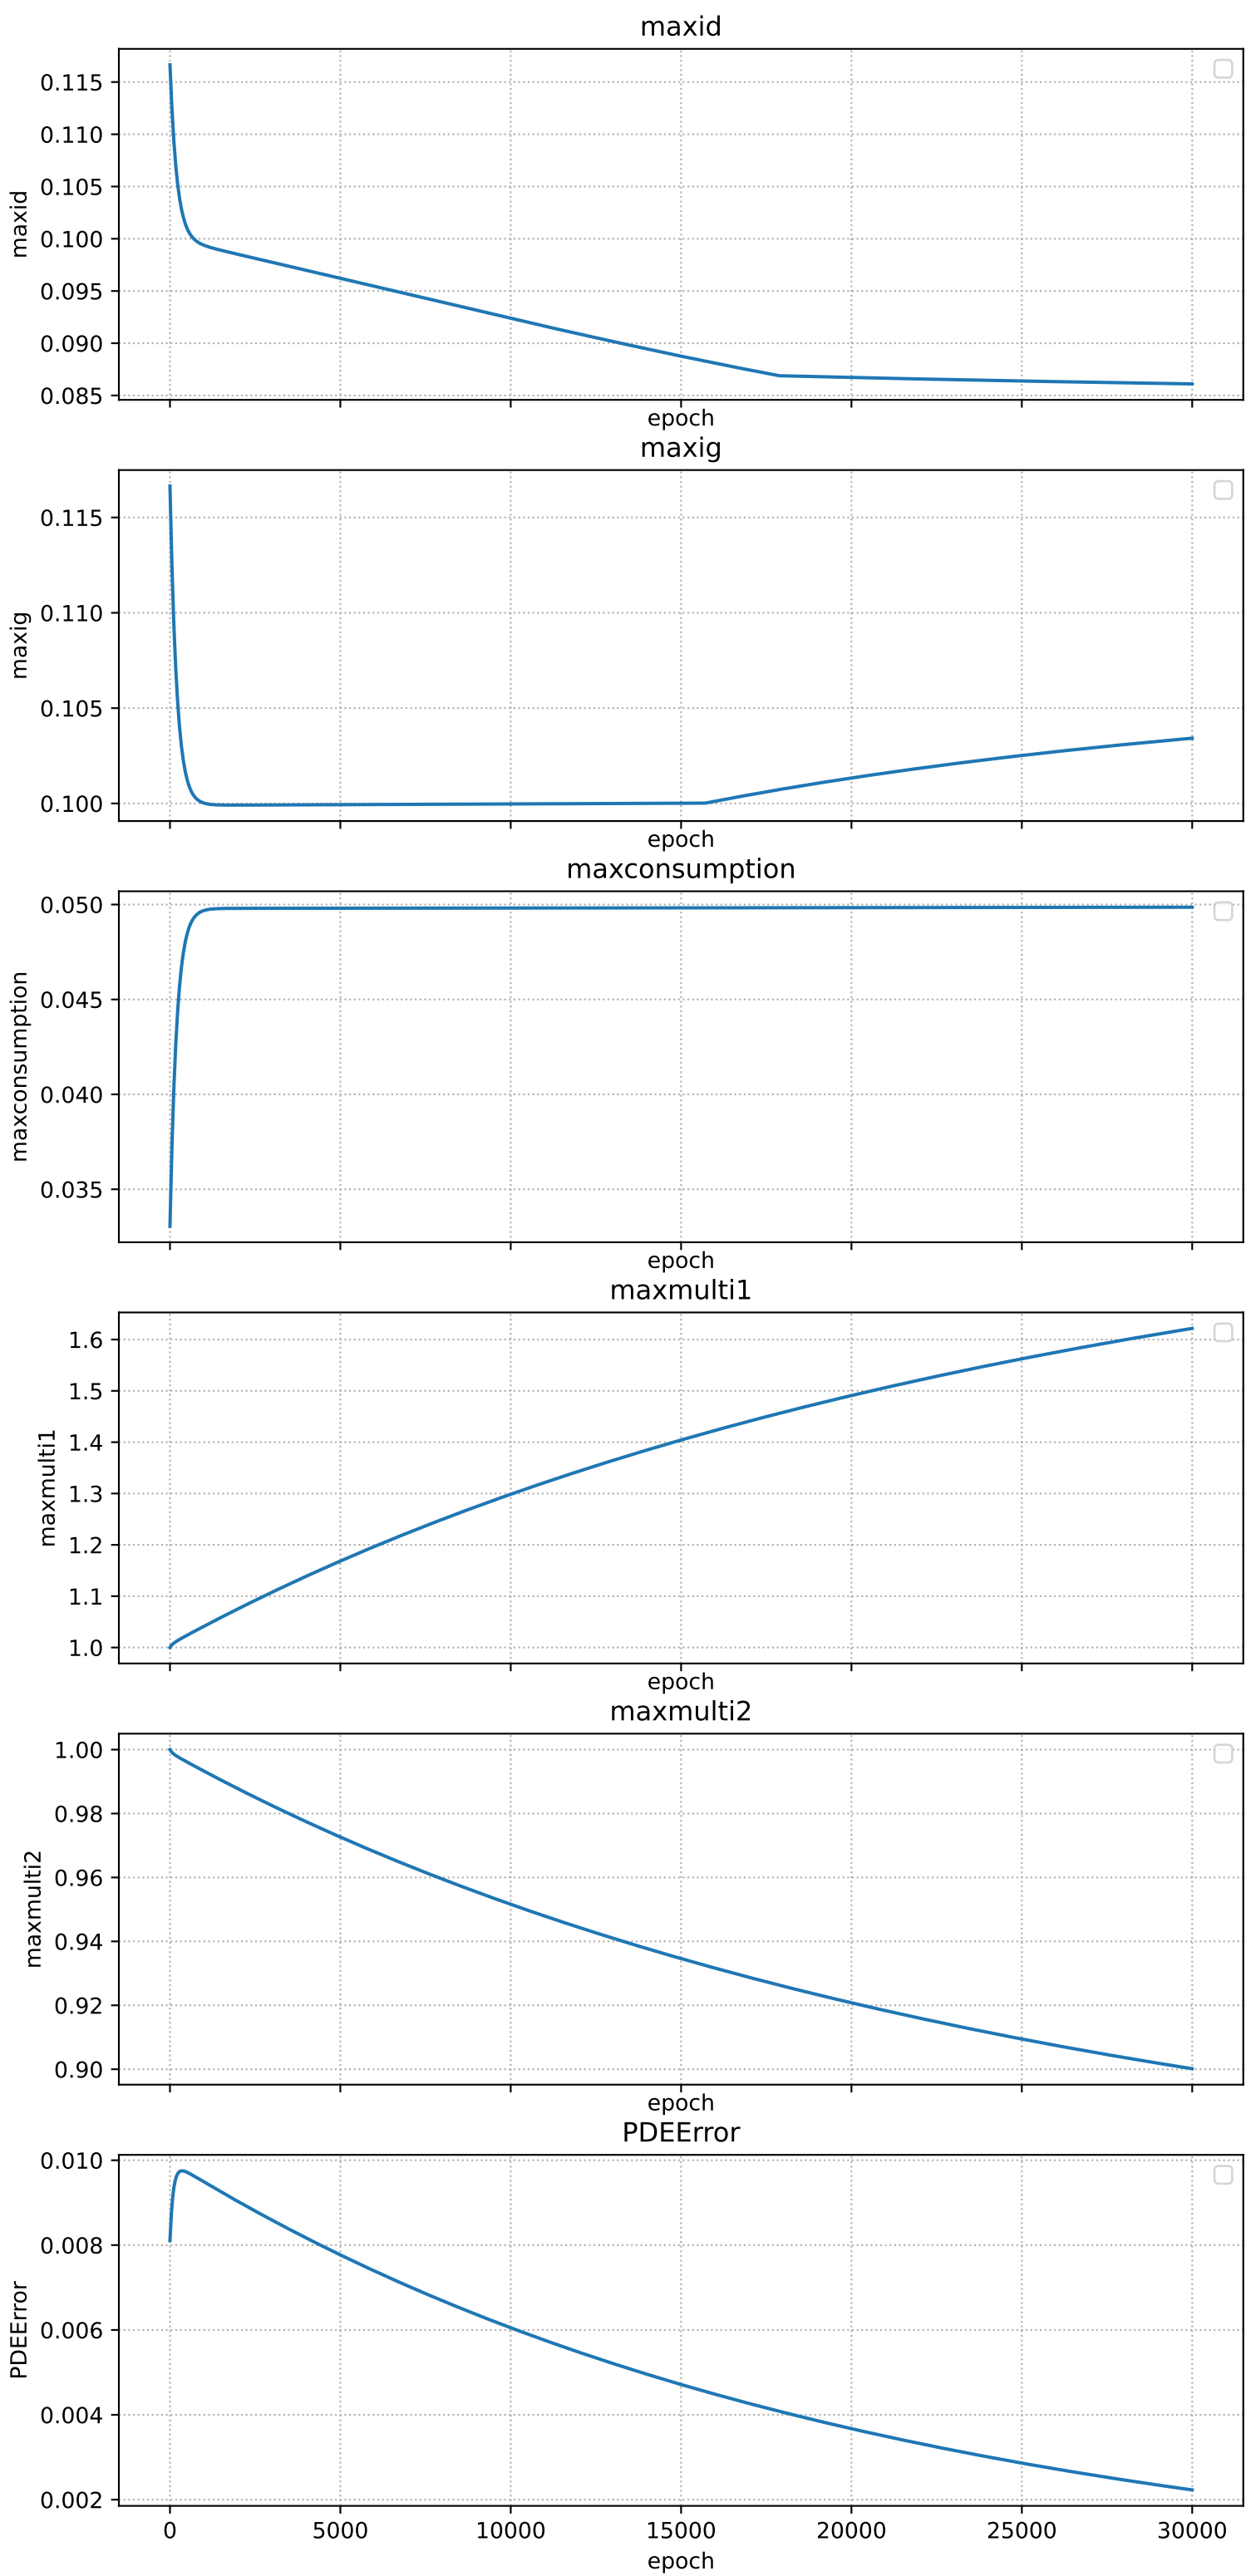 maxid
0.115
0.110
0.105
0.100
0.095
0.090
0.085
maxid
epoch
maxig
0.115
0.110
0.105
0.100
maxig
epoch
maxconsumption
0.050
0.045
0.040
0.035
maxconsumption
epoch
maxmulti1
1.6
1.5
1.4
1.3
1.2
1.1
1.0
maxmulti1
epoch
maxmulti2
1.00
0.98
0.96
0.94
0.92
0.90
maxmulti2
epoch
PDEError
0.010
0.008
0.006
0.004
0.002
PDEError
0 5000 10000 15000 20000 25000 30000
epoch